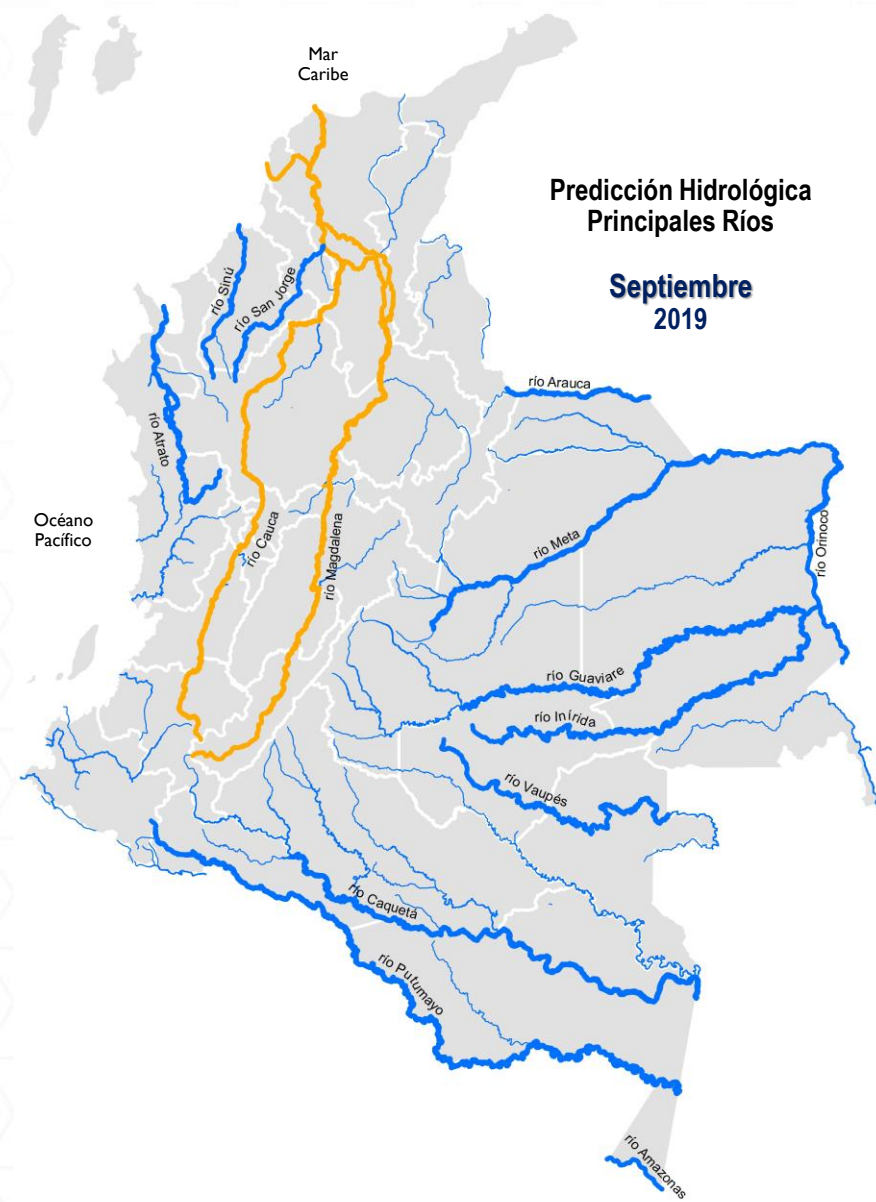 Mar
Caribe
Predicción Hidrológica
Principales Ríos
Septiembre
2019
río Sinú
río San Jorge
río Arauca
río Atrato
Océano
Pacífico
río Cauca
río Magdalena
río Meta
río Orinoco
río Guaviare
río Inírida
río Vaupés
río Caquetá
río Putumayo
río Amazonas